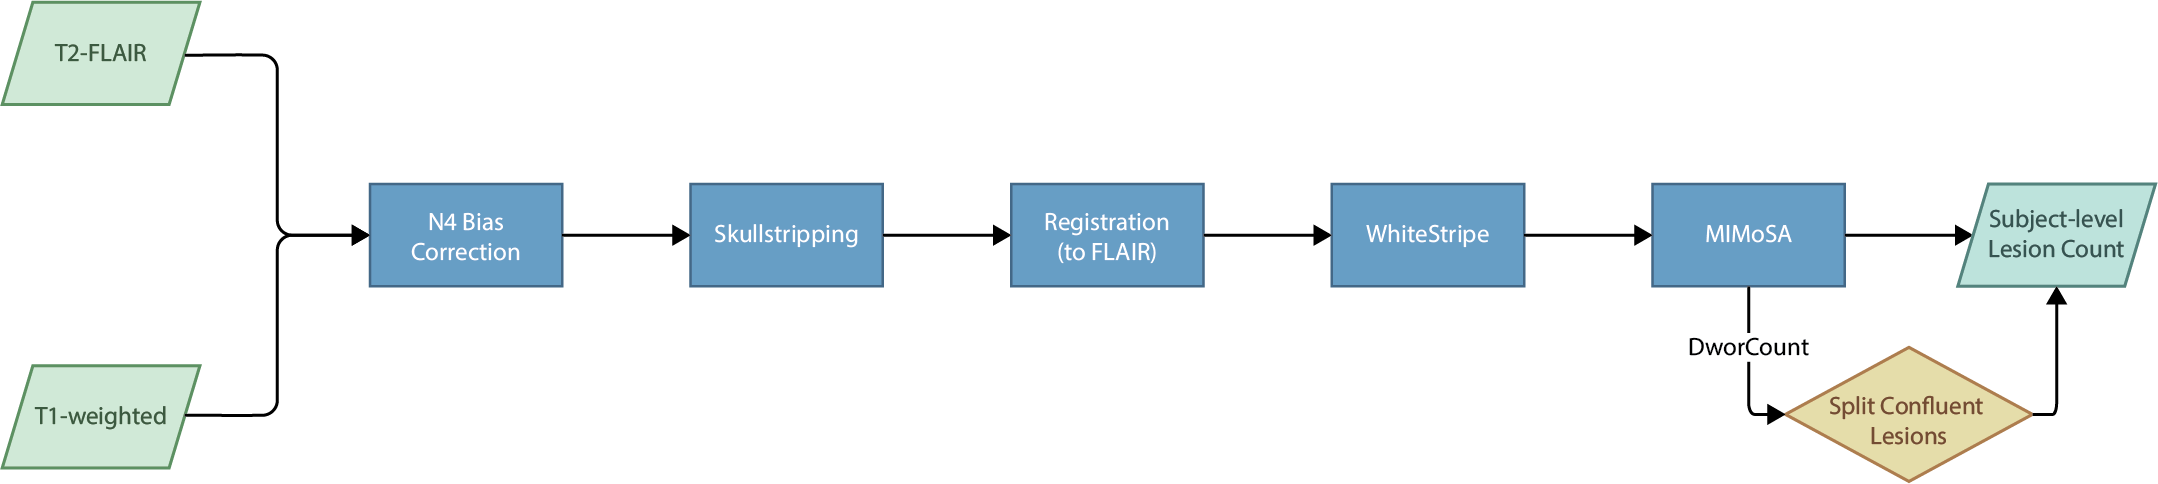 T2-FLAIR
T1-weighted
N4 Bias
Correction
Skullstripping
Registration
(to FLAIR)
WhiteStripe
MIMoSA
DworCount
Split Confluent
Lesions
Subject-level
Lesion Count